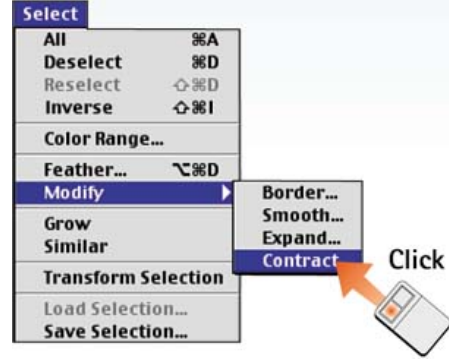 Select
All ⌘A
Deselect ⌘D
Reselect ⇧⌘D
Inverse ⇧⌘I
Color Range...
Feather... ⌥⌘D
Modify
Border...
Smooth...
Expand...
Contract
Click
Grow
Similar
Transform Selection
Load Selection...
Save Selection...